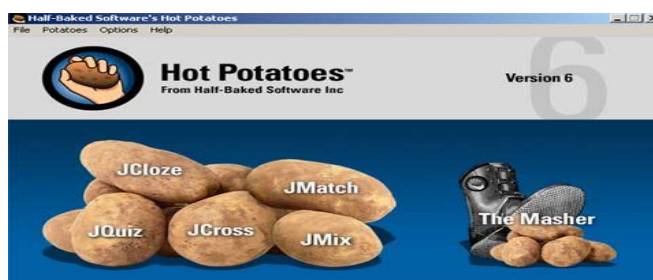 Half-Baked Software's Hot Potatoes
File Potatoes Options Help
Hot Potatoes™
From Half-Baked Software Inc
Version 6
6
JCloze
JMatch
JQuiz
JCross
JMix
The Masher